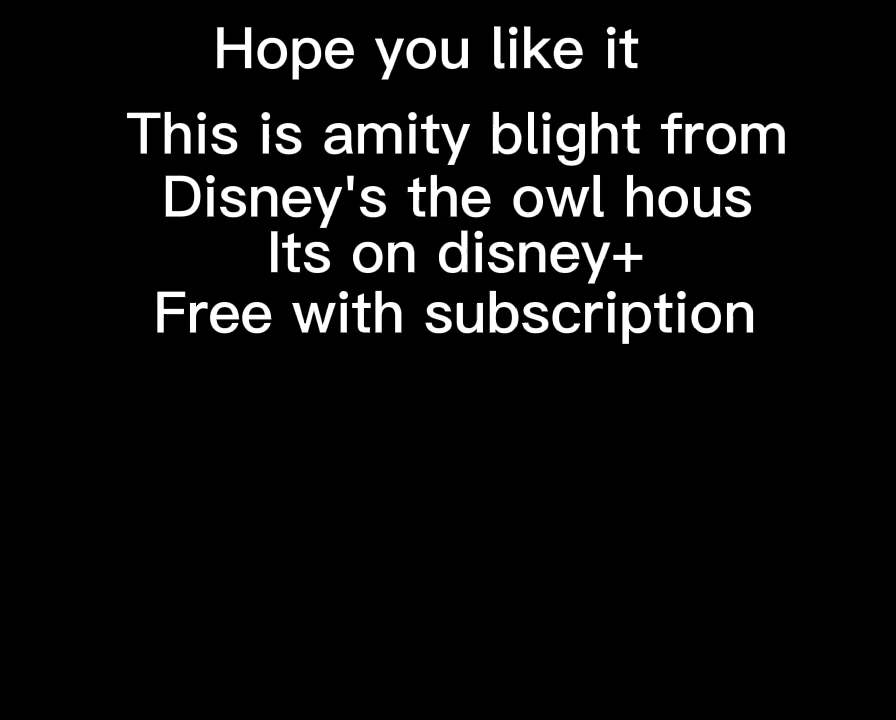 Hope you like it
This is amity blight from
Disney's the owl hous
Its on disney+
Free with subscription